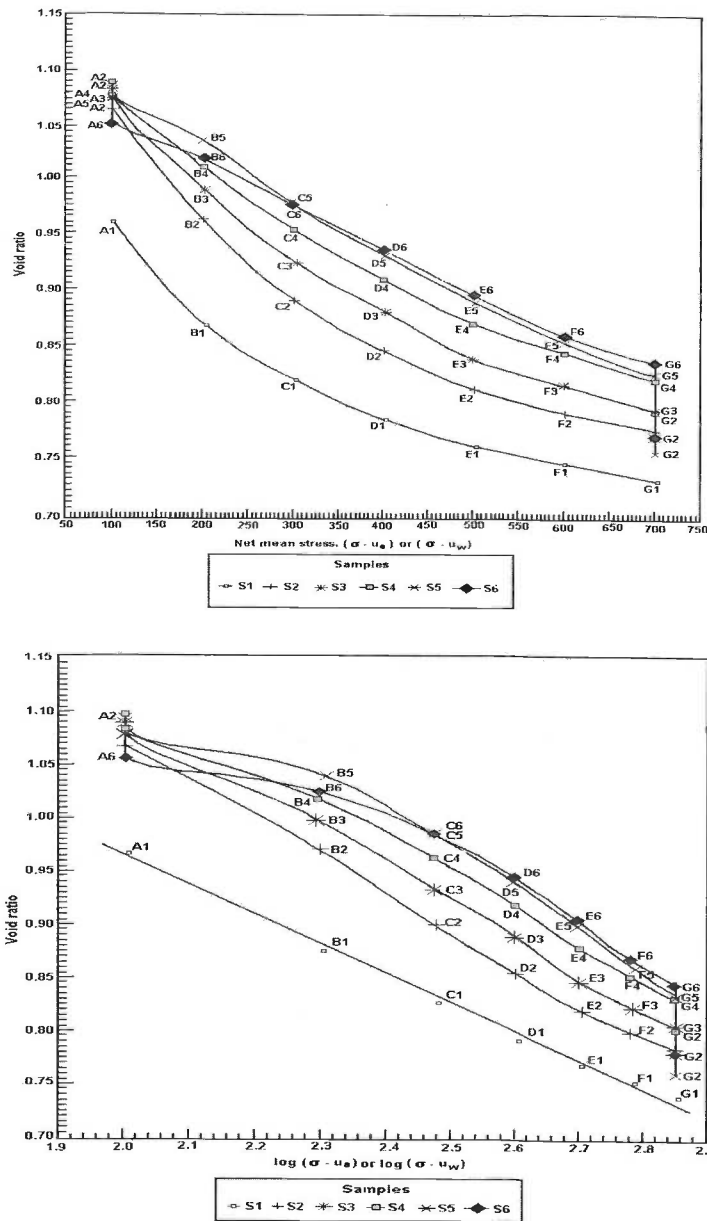 1.15
1.10
1.05
1.00
0.95
0.90
0.85
0.80
0.75
0.70
Void ratio
A2
A2
A4
A3
A5
A2
A6
A1
B5
B6
B4
B3
B2
B1
C5
C6
C4
C3
C2
C1
D6
D5
D4
D3
D2
D1
E6
E5
E4
E3
E2
E1
F6
E5
F4
F3
F2
F1
G6
G5
G4
G3
G2
G2
G2
G1
50 100 150 200 250 300 350 400 450 500 550 600 650 700 750
Net mean stress, (σ - ua) or (σ - uw)
Samples
S1 S2 S3 S4 S5 S6
1.15
1.10
1.05
1.00
0.95
0.90
0.85
0.80
0.75
0.70
Void ratio
A2
A6
A1
B5
B6
B4
B3
B2
B1
C6
C5
C4
C3
C2
C1
D6
D5
D4
D3
D2
D1
E6
E5
E4
E3
E2
E1
F6
F5
F4
F3
F2
F1
G6
G5
G4
G3
G2
G2
G2
G1
1.9 2.0 2.1 2.2 2.3 2.4 2.5 2.6 2.7 2.8 2.
log (σ - ua) or log (σ - uw)
Samples
S1 S2 S3 S4 S5 S6